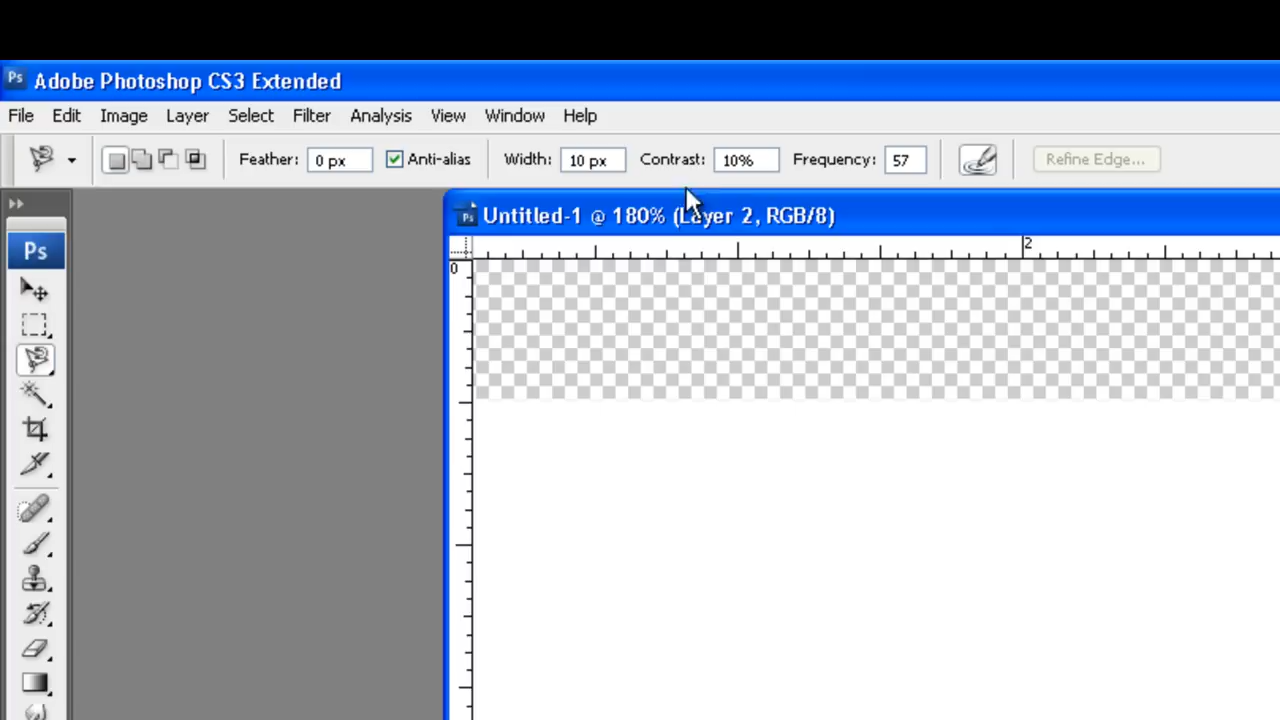 Ps Adobe Photoshop CS3 Extended
File Edit Image Layer Select Filter Analysis View Window Help
Feather: 0 px Anti-alias Width: 10 px Contrast: 10% Frequency: 57 Refine Edge...
Ps Untitled-1 @ 180% (Layer 2, RGB/8)
Ps
2
0